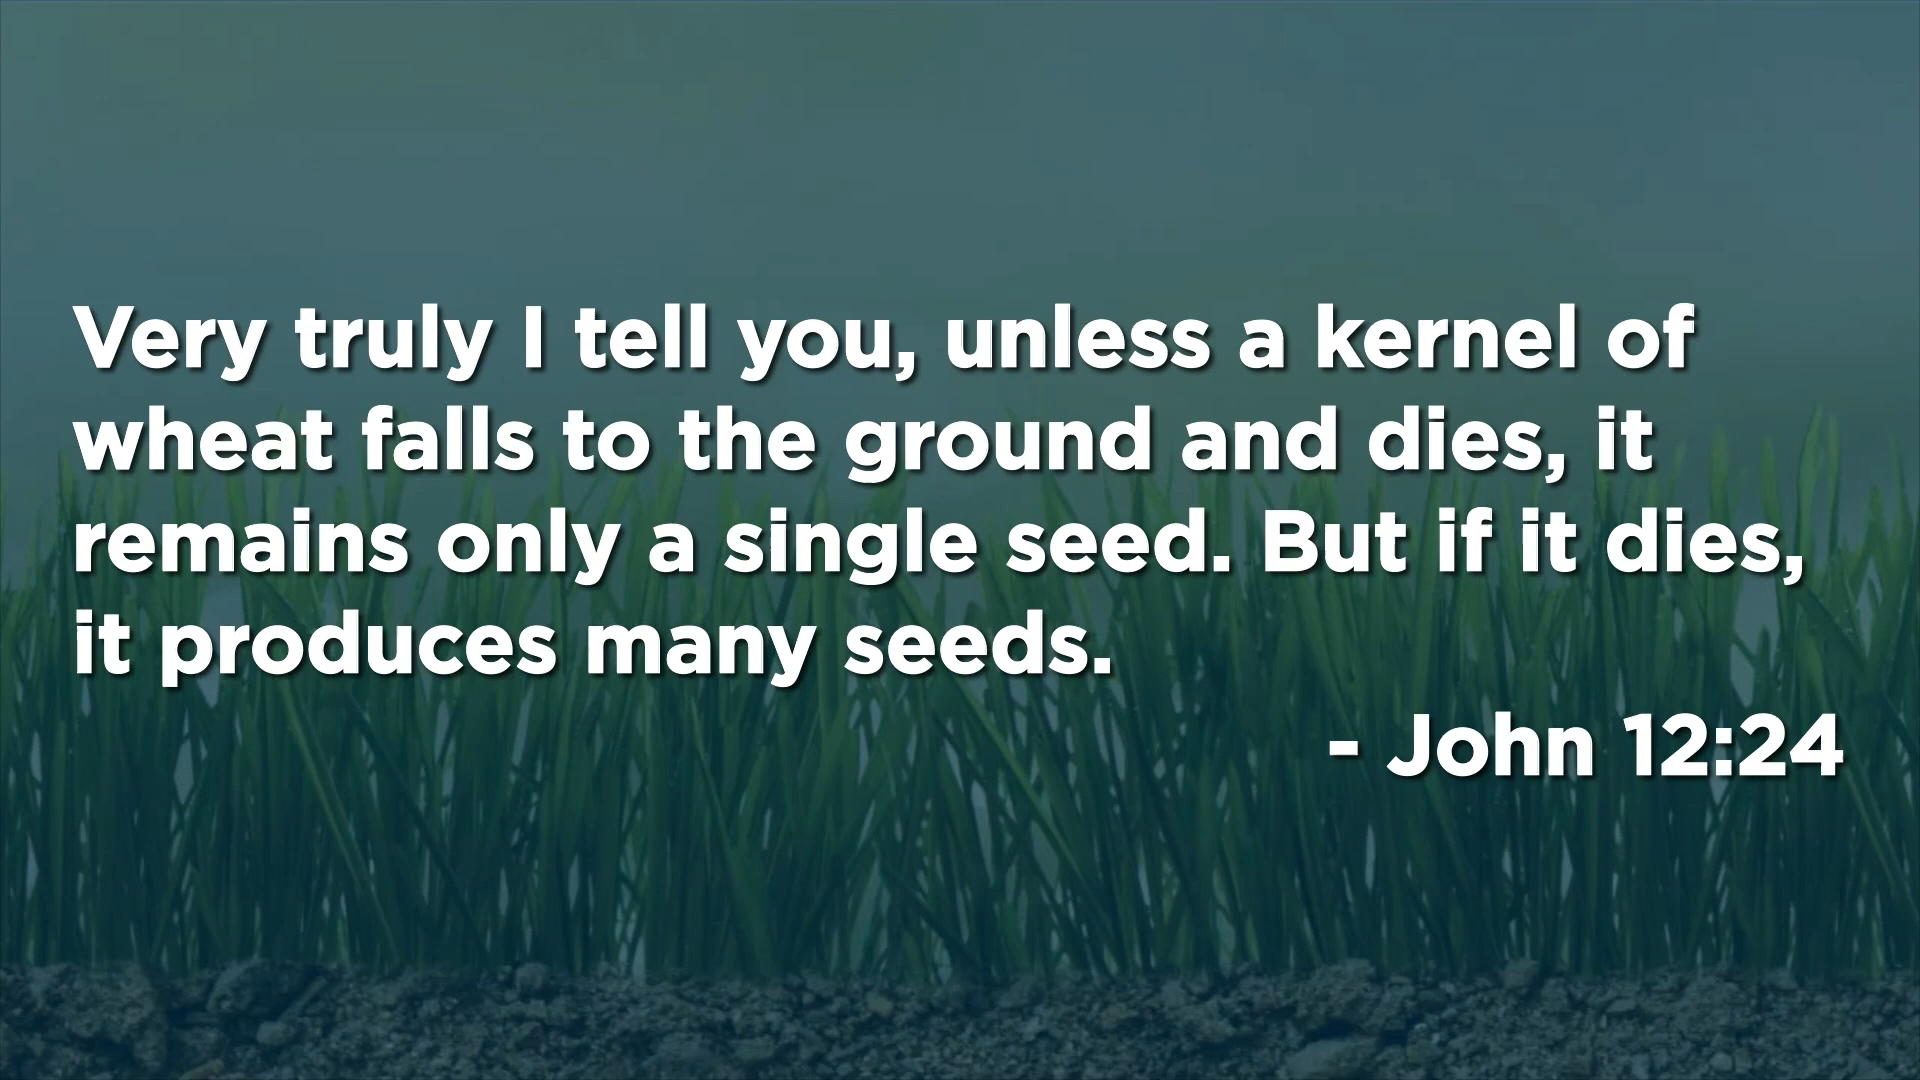 Very truly I tell you, unless a kernel of
wheat falls to the ground and dies, it
remains only a single seed. But if it dies,
it produces many seeds.
- John 12:24